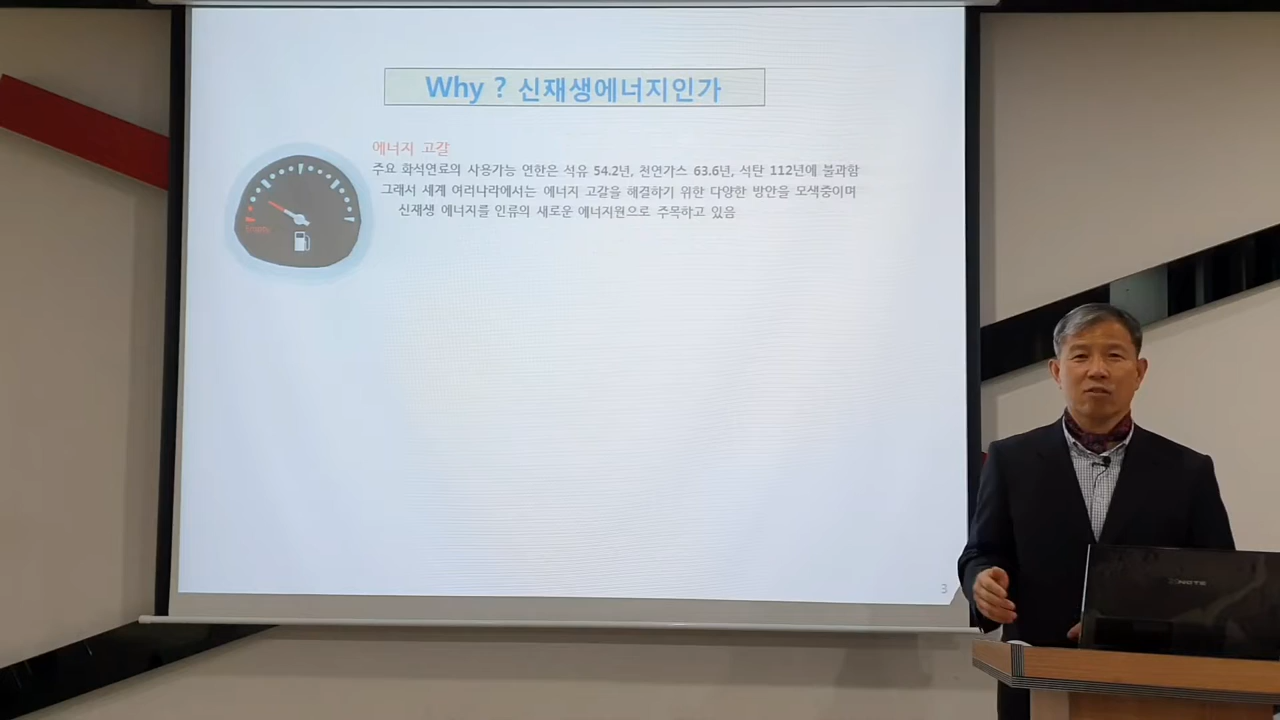 Why ? 신재생에너지인가
에너지 고갈
주요 화석연료의 사용가능 연한은 석유 54.2년, 천연가스 63.6년, 석탄 112년에 불과함
그래서 세계 여러나라에서는 에너지 고갈을 해결하기 위한 다양한 방안을 모색중이며
신재생 에너지를 인류의 새로운 에너지원으로 주목하고 있음
3
XNOTE